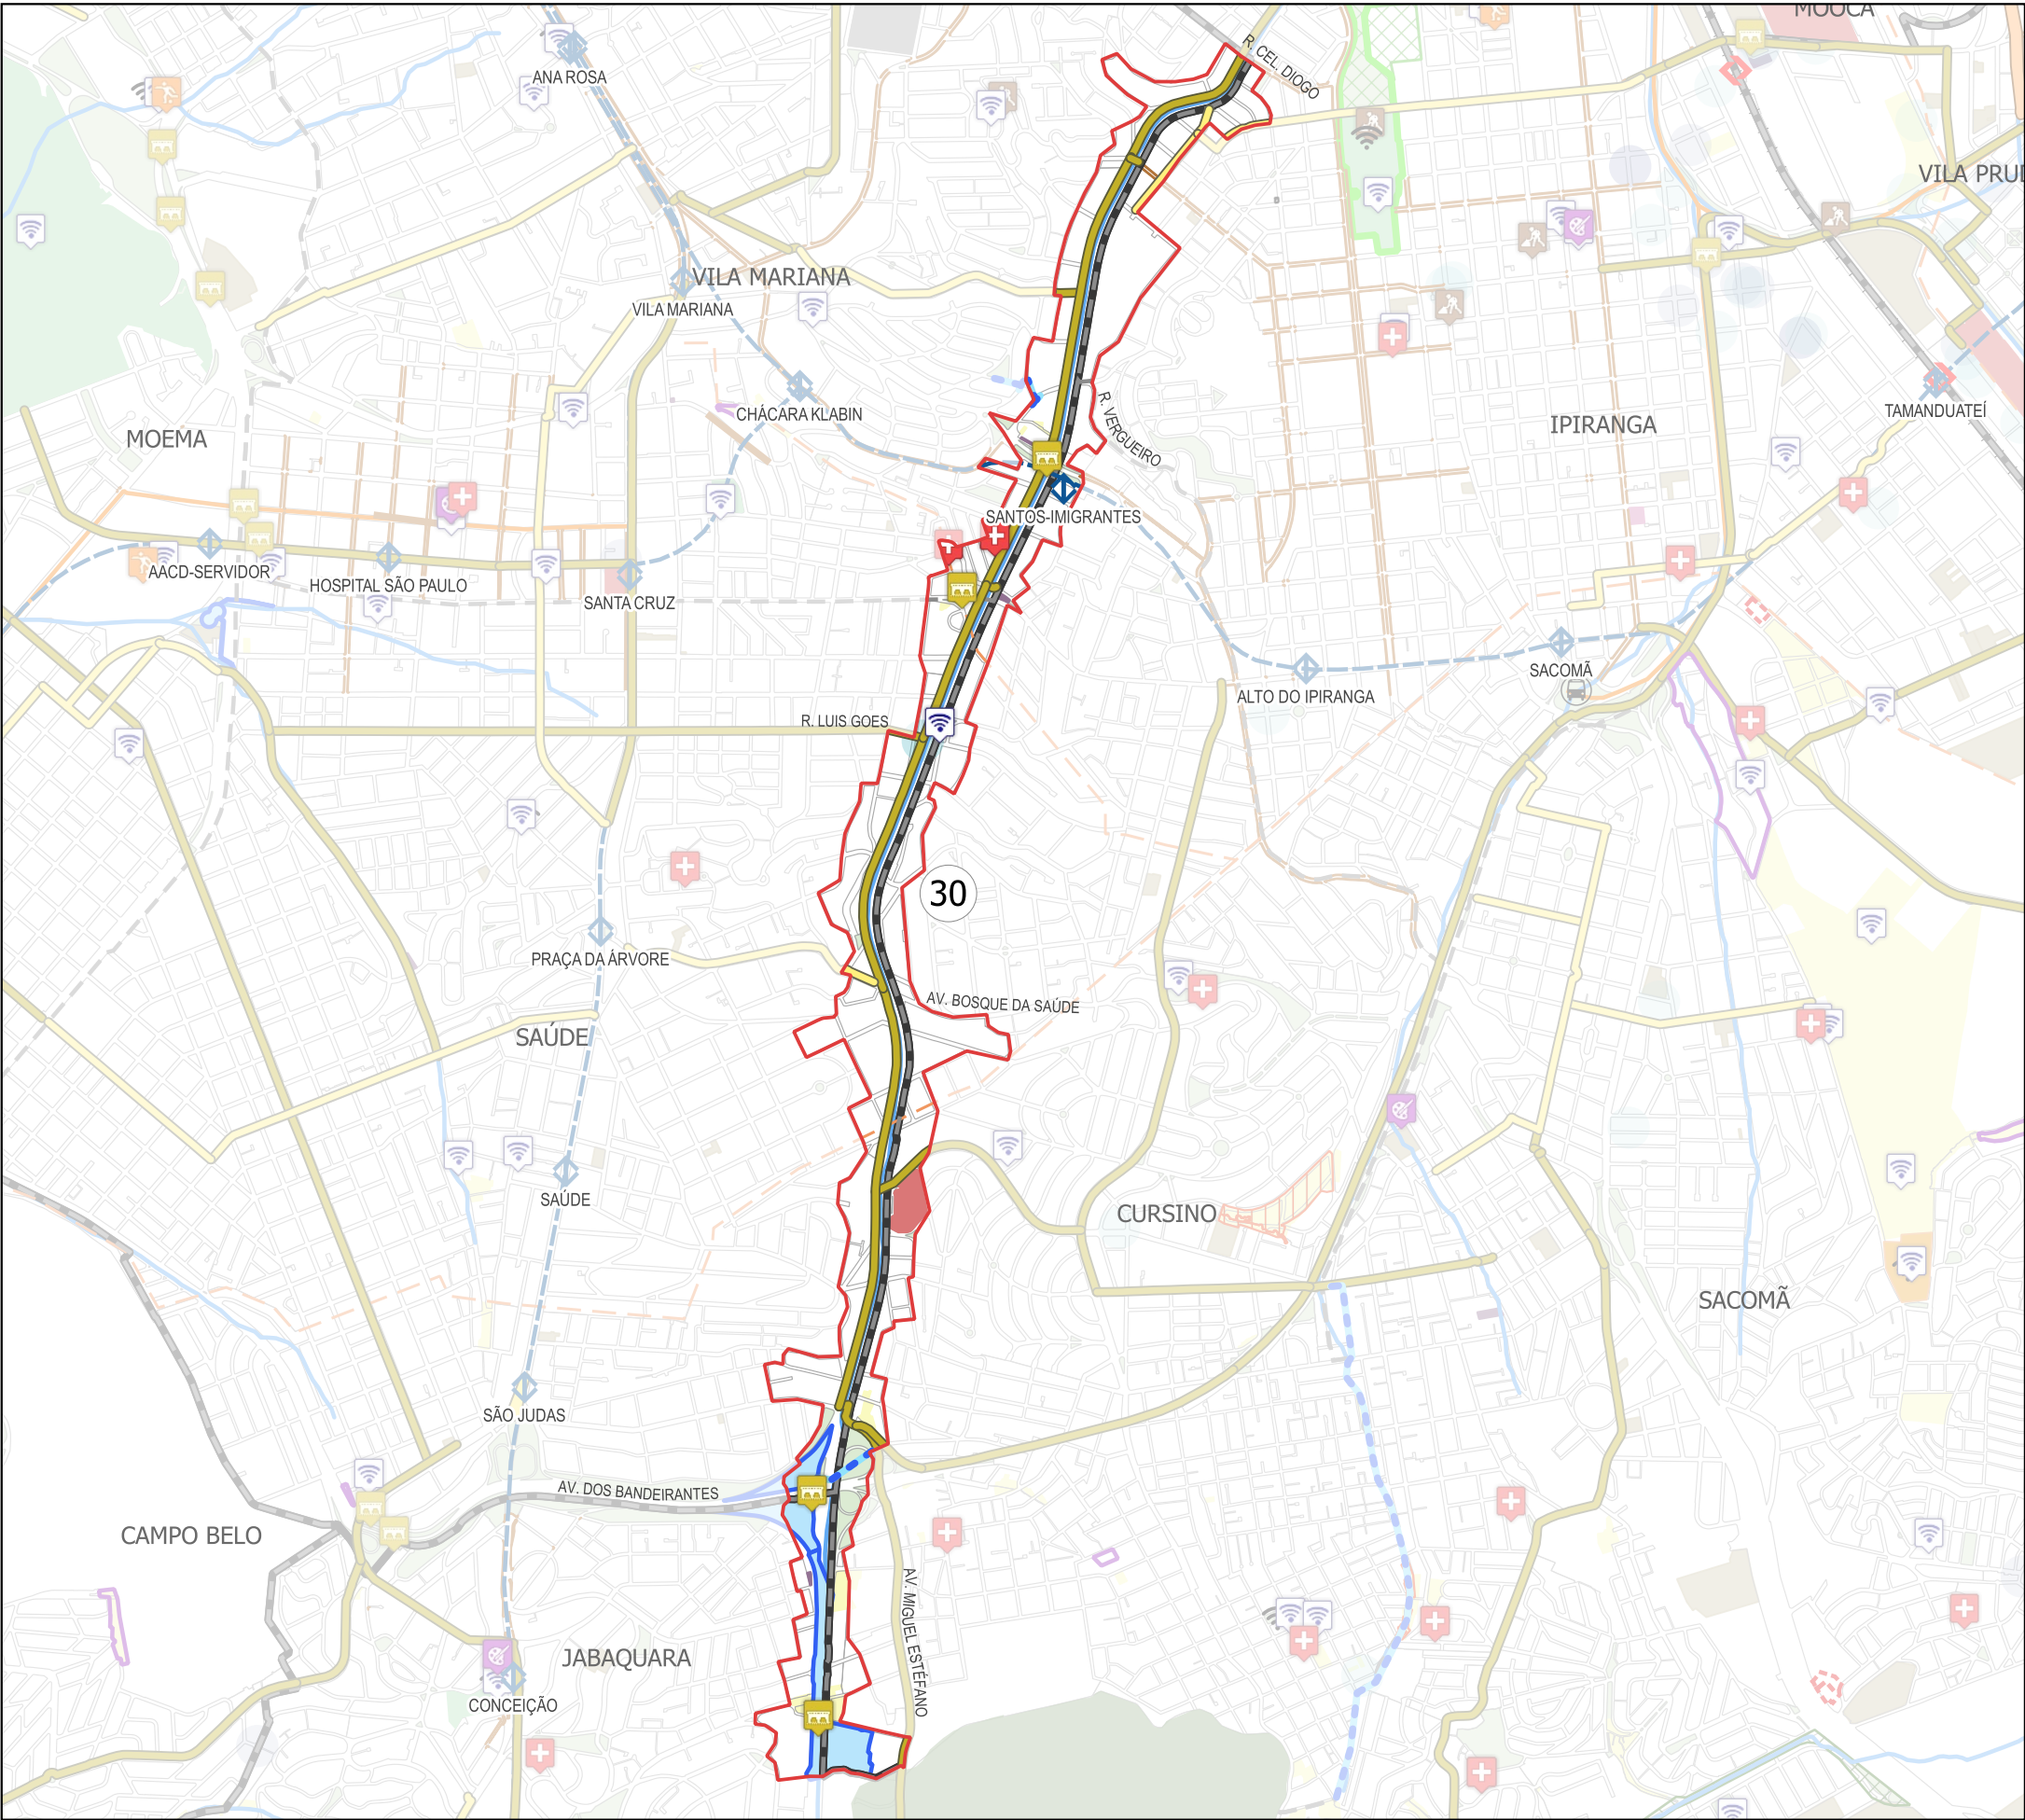 MOOCA
R. CEL. DIOGO
ANA ROSA
VILA PRUD
VILA MARIANA
VILA MARIANA
CHÁCARA KLABIN
R. VERGUEIRO
IPIRANGA
TAMANDUATEÍ
MOEMA
SANTOS-IMIGRANTES
AACD-SERVIDOR
HOSPITAL SÃO PAULO
SANTA CRUZ
SACOMÃ
ALTO DO IPIRANGA
R. LUIS GOES
30
PRAÇA DA ÁRVORE
AV. BOSQUE DA SAÚDE
SAÚDE
SAÚDE
CURSINO
SACOMÃ
SÃO JUDAS
AV. DOS BANDEIRANTES
CAMPO BELO
AV. MIGUEL ESTÉFANO
JABAQUARA
CONCEIÇÃO